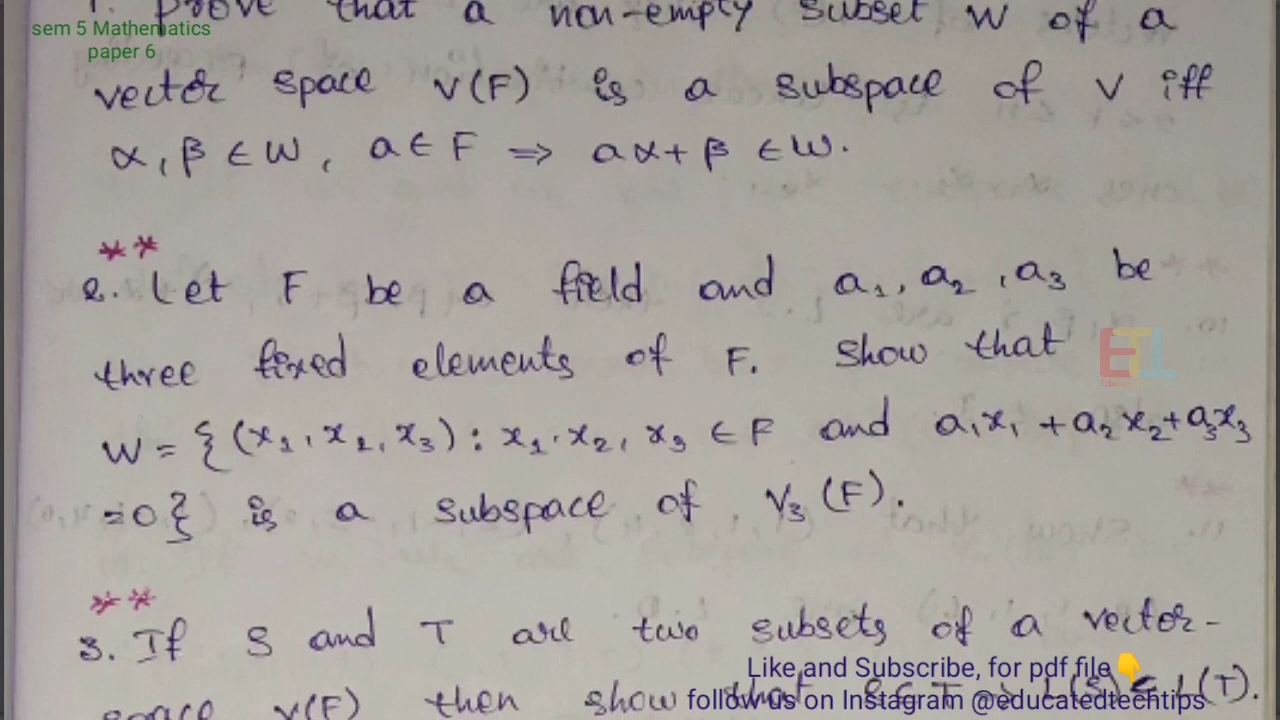 1. Prove that a non-empty subset W of a
sem 5 Mathematics
paper 6
vector space V(F) is a subspace of V iff
α, β ∈ W, a ∈ F ⇒ aα + β ∈ W.
**
2. Let F be a field and a₁, a₂, a₃ be
three fixed elements of F. Show that
W = { (x₁, x₂, x₃) : x₁, x₂, x₃ ∈ F and a₁x₁ + a₂x₂ + a₃x₃
= 0 } is a subspace of V₃ (F).
**
3. If S and T are two subsets of a vector-
space V(F) then show that S ⊆ T ⇒ L(S) ⊆ L(T).
Like and Subscribe, for pdf file👇
follow us on Instagram @educatedtechtips